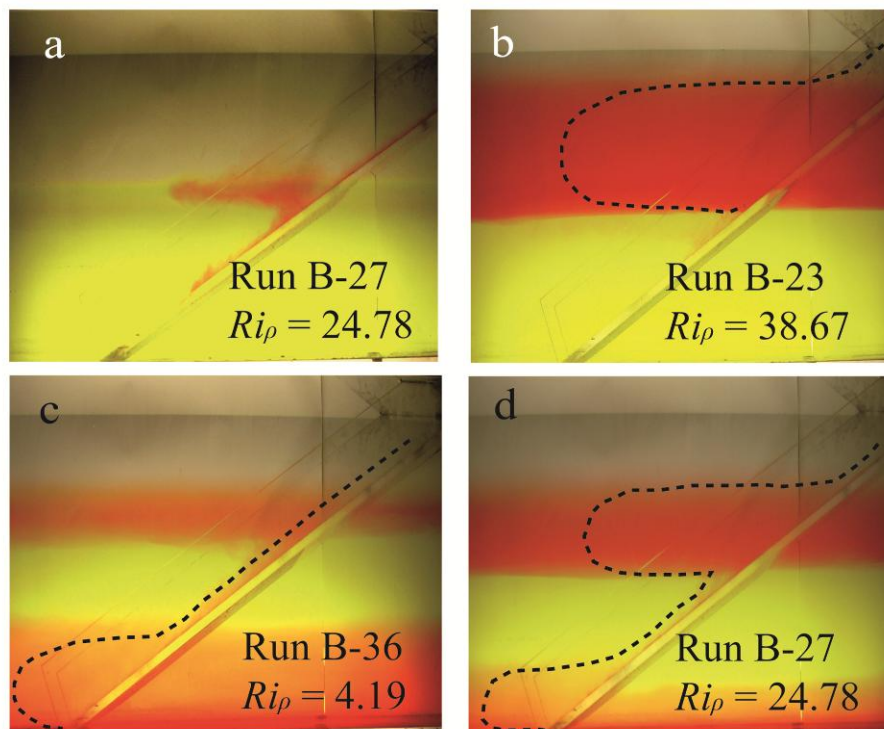 a
Run B-27
Riρ = 24.78
b
Run B-23
Riρ = 38.67
c
Run B-36
Riρ = 4.19
d
Run B-27
Riρ = 24.78